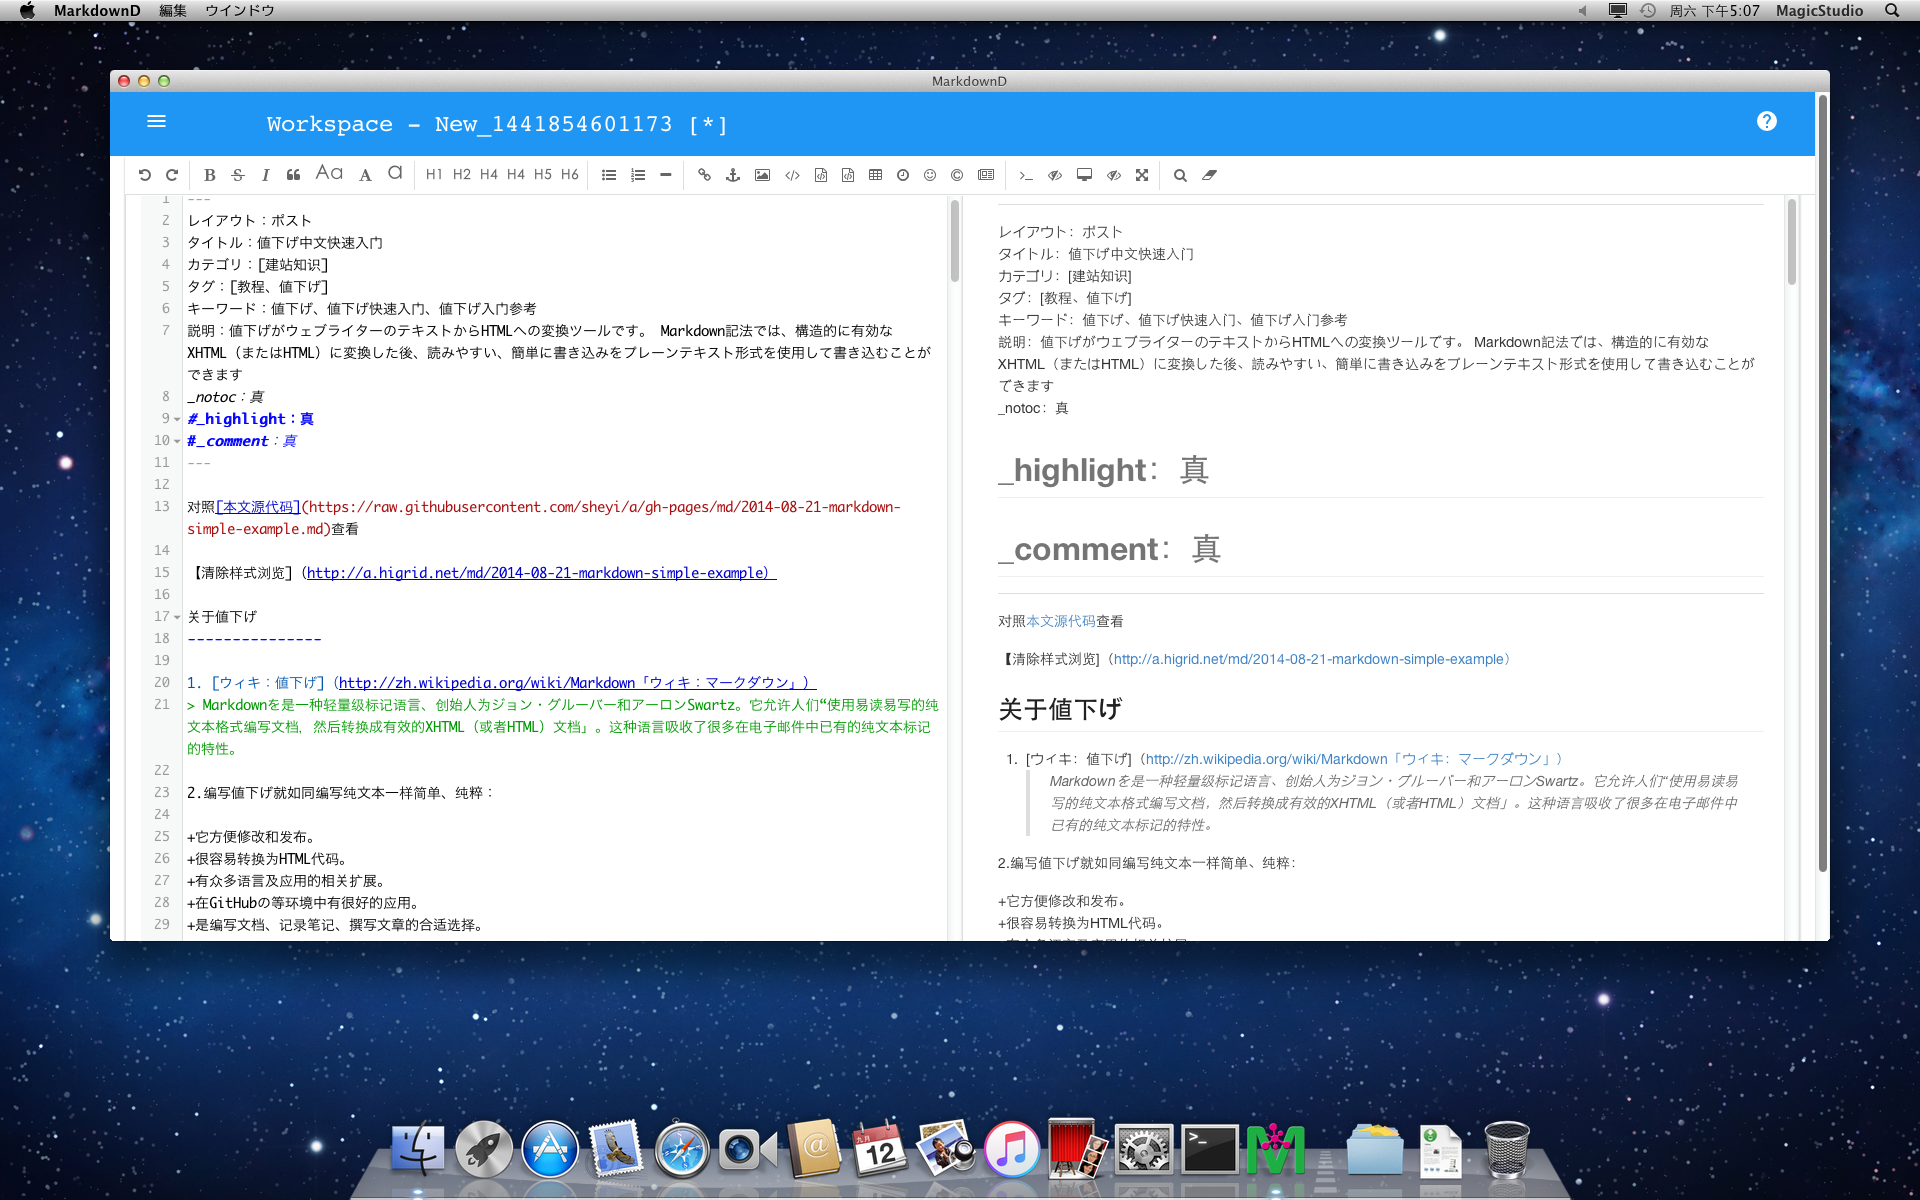 MarkdownD 編集 ウインドウ 周六 下午5:07 MagicStudio
MarkdownD
Workspace - New_1441854601173 [*]
B S I Aa A a H1 H2 H4 H4 H5 H6
1 ---
2 レイアウト：ポスト
3 タイトル：値下げ中文快速入门
4 カテゴリ：[建站知识]
5 タグ：[教程、値下げ]
6 キーワード：値下げ、値下げ快速入门、値下げ入门参考
7 説明：値下げがウェブライターのテキストからHTMLへの変換ツールです。 Markdown記法では、構造的に有効な
XHTML（またはHTML）に変換した後、読みやすい、簡単に書き込みをプレーンテキスト形式を使用して書き込むことが
できます
8 _notoc：真
9 #_highlight：真
10 #_comment：真
11 ---
12
13 对照[本文源代码](https://raw.githubusercontent.com/sheyi/a/gh-pages/md/2014-08-21-markdown-
simple-example.md)查看
14
15 【清除样式浏览]（http://a.higrid.net/md/2014-08-21-markdown-simple-example）
16
17 关于値下げ
18 ---------------
19
20 1. [ウィキ：値下げ]（http://zh.wikipedia.org/wiki/Markdown「ウィキ：マークダウン」）
21 > Markdownを是一种轻量级标记语言、创始人为ジョン・グルーバー和アーロンSwartz。它允许人们“使用易读易写的纯
文本格式编写文档，然后转换成有效的XHTML（或者HTML）文档」。这种语言吸收了很多在电子邮件中已有的纯文本标记
的特性。
22
23 2.编写値下げ就如同编写纯文本一样简单、纯粹：
24
25 +它方便修改和发布。
26 +很容易转换为HTML代码。
27 +有众多语言及应用的相关扩展。
28 +在GitHubの等环境中有很好的应用。
29 +是编写文档、记录笔记、撰写文章的合适选择。
レイアウト：ポスト
タイトル：値下げ中文快速入门
カテゴリ：[建站知识]
タグ：[教程、値下げ]
キーワード：値下げ、値下げ快速入门、値下げ入门参考
説明：値下げがウェブライターのテキストからHTMLへの変換ツールです。 Markdown記法では、構造的に有効な
XHTML（またはHTML）に変換した後、読みやすい、簡単に書き込みをプレーンテキスト形式を使用して書き込むことが
できます
_notoc：真
_highlight：真
_comment：真
对照本文源代码查看
【清除样式浏览]（http://a.higrid.net/md/2014-08-21-markdown-simple-example）
关于値下げ
1. [ウィキ：値下げ]（http://zh.wikipedia.org/wiki/Markdown「ウィキ：マークダウン」）
Markdownを是一种轻量级标记语言、创始人为ジョン・グルーバー和アーロンSwartz。它允许人们“使用易读易
写的纯文本格式编写文档，然后转换成有效的XHTML（或者HTML）文档」。这种语言吸收了很多在电子邮件中
已有的纯文本标记的特性。
2.编写値下げ就如同编写纯文本一样简单、纯粹：
+它方便修改和发布。
+很容易转换为HTML代码。
九月
12